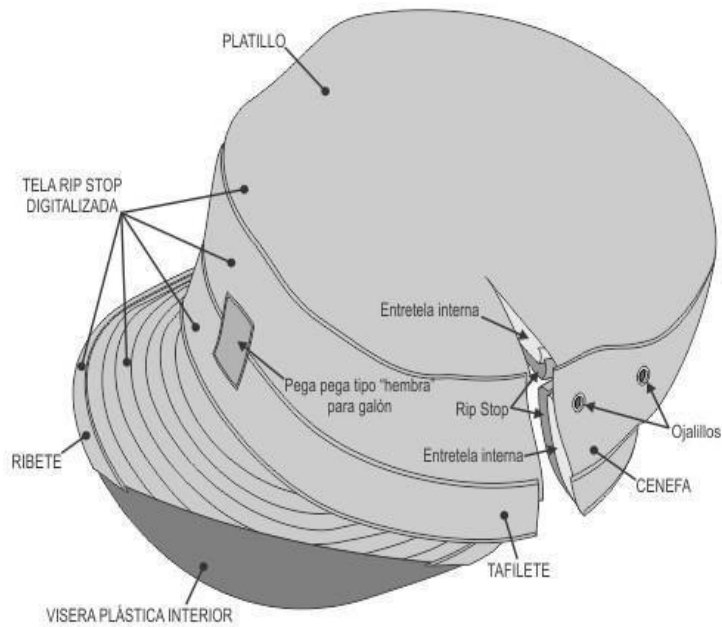 PLATILLO
TELA RIP STOP
DIGITALIZADA
Entretela interna
Pega pega tipo “hembra”
para galón
Rip Stop
Ojalillos
RIBETE
Entretela interna
CENEFA
TAFILETE
VISERA PLÁSTICA INTERIOR